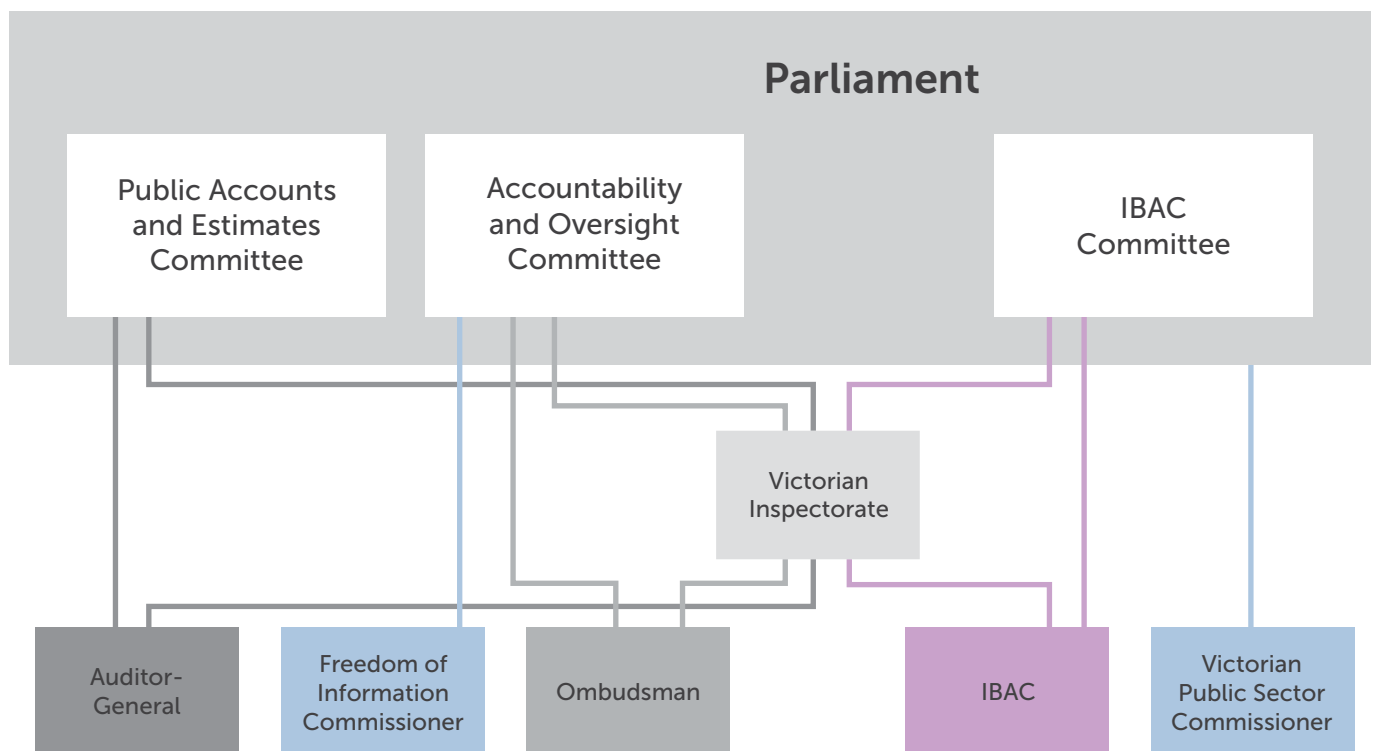 Parliament
Public Accounts
and Estimates
Committee
Accountability
and Oversight
Committee
IBAC
Committee
Victorian
Inspectorate
Auditor-
General
Freedom of
Information
Commissioner
Ombudsman
IBAC
Victorian
Public Sector
Commissioner